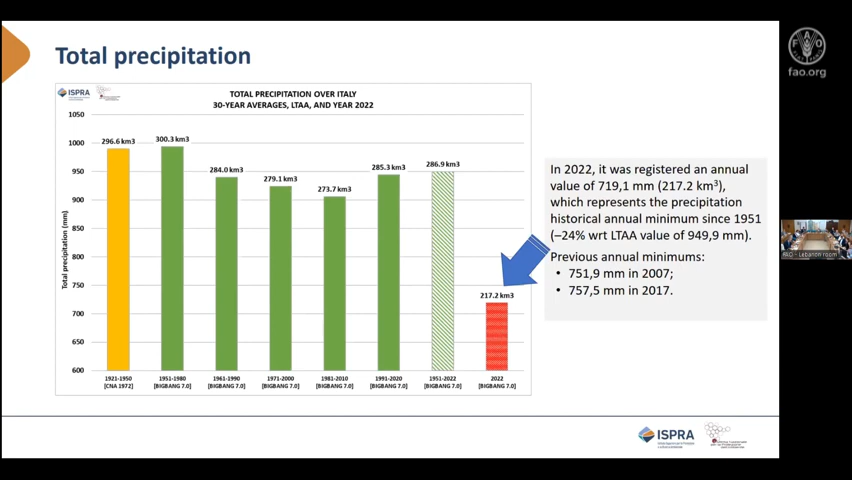 Total precipitation
ISPRA
TOTAL PRECIPITATION OVER ITALY
30-YEAR AVERAGES, LTAA, AND YEAR 2022
Total precipitation (mm)
1050
1000
950
900
850
800
750
700
650
600
296.6 km3
300.3 km3
284.0 km3
279.1 km3
273.7 km3
285.3 km3
286.9 km3
217.2 km3
1921-1950
[CNA 1972]
1951-1980
[BIGBANG 7.0]
1961-1990
[BIGBANG 7.0]
1971-2000
[BIGBANG 7.0]
1981-2010
[BIGBANG 7.0]
1991-2020
[BIGBANG 7.0]
1951-2022
[BIGBANG 7.0]
2022
[BIGBANG 7.0]
In 2022, it was registered an annual
value of 719,1 mm (217.2 km³),
which represents the precipitation
historical annual minimum since 1951
(–24% wrt LTAA value of 949,9 mm).
Previous annual minimums:
• 751,9 mm in 2007;
• 757,5 mm in 2017.
ISPRA
FAO
fao.org
FAO - Lebanon room